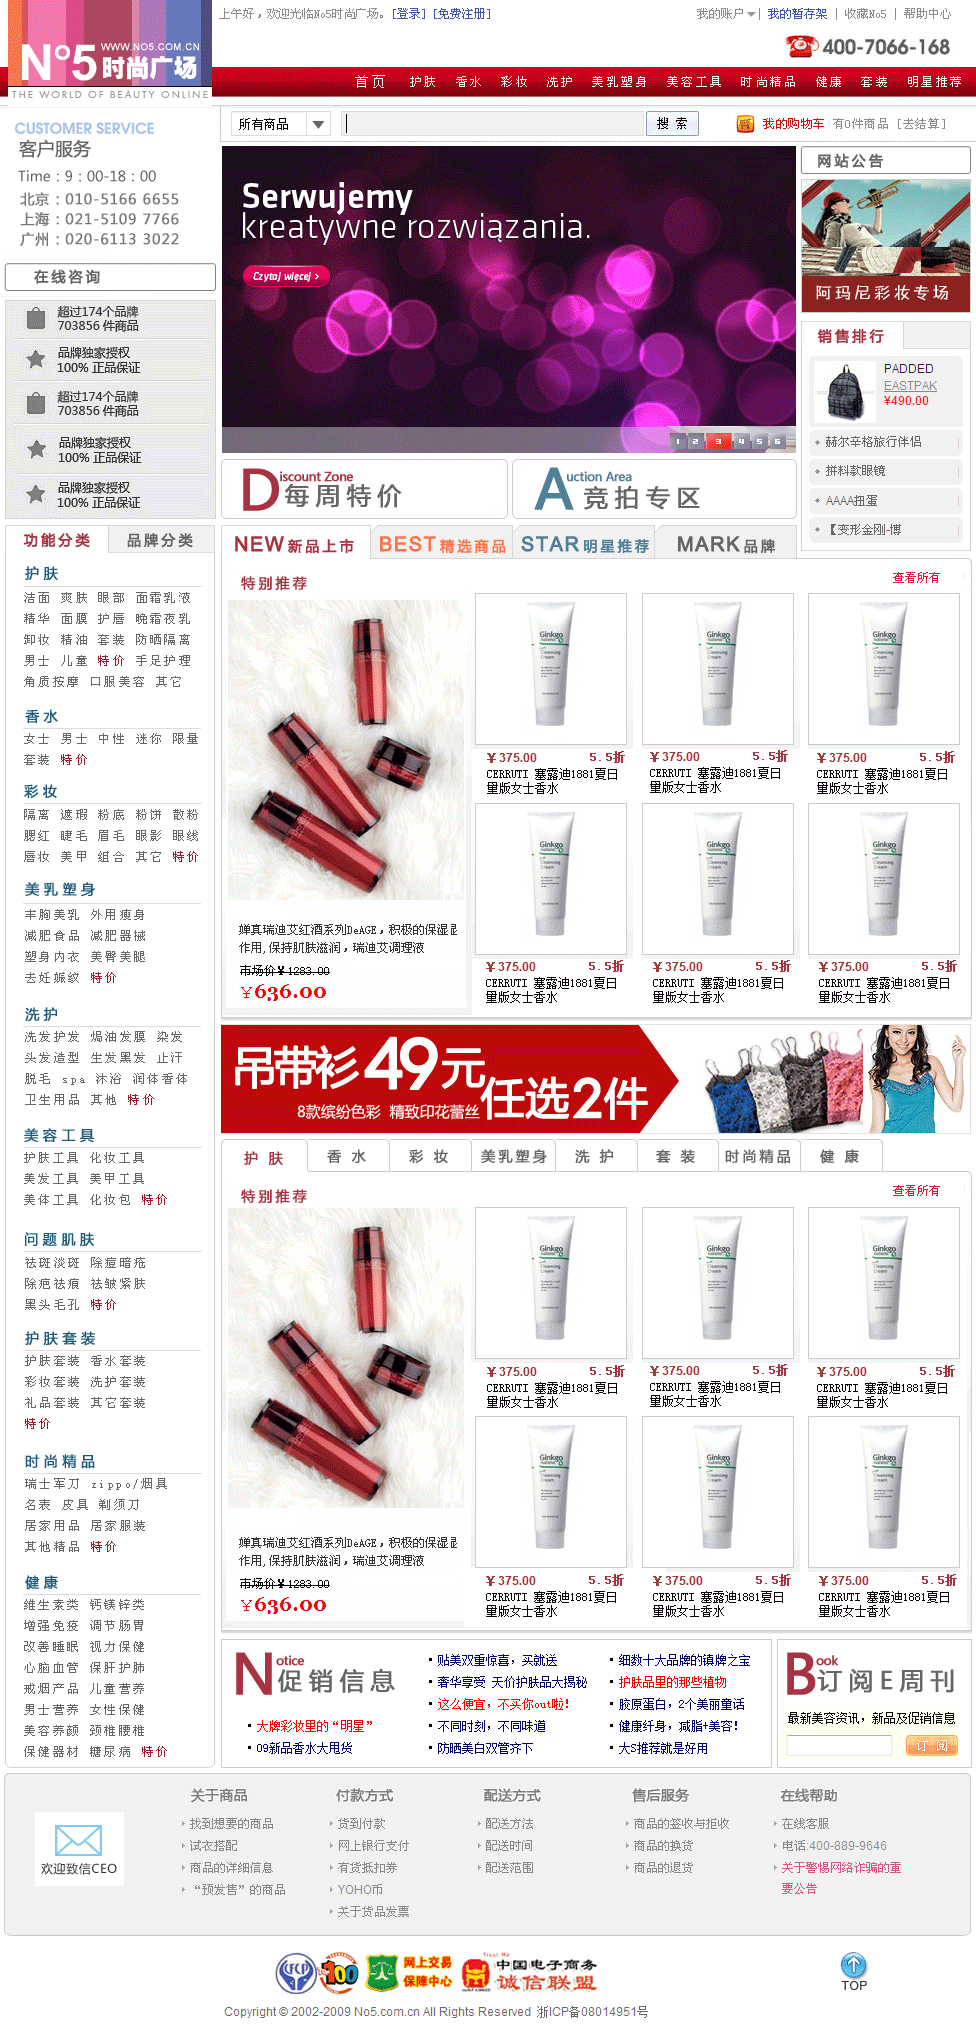 上午好，欢迎光临No5时尚广场。[登录] [免费注册]
我的账户 | 我的暂存架 | 收藏No5 | 帮助中心
400-7066-168
WWW.NO5.COM.CN
N°5时尚广场
THE WORLD OF BEAUTY ONLINE
首页 护肤 香水 彩妆 洗护 美乳塑身 美容工具 时尚精品 健康 套装 明星推荐
所有商品
搜 索
我的购物车 有0件商品 [去结算]
CUSTOMER SERVICE
客户服务
Time：9：00-18：00
北京：010-5166 6655
上海：021-5109 7766
广州：020-6113 3022
在线咨询
超过174个品牌
703856 件商品
品牌独家授权
100% 正品保证
超过174个品牌
703856 件商品
品牌独家授权
100% 正品保证
品牌独家授权
100% 正品保证
Serwujemy
kreatywne rozwiązania.
Czytaj więcej >
1 2 3 4 5 6
网站公告
阿玛尼彩妆专场
销售排行
PADDED
EASTPAK
¥490.00
赫尔辛格旅行伴侣
拼料款眼镜
AAAA扭蛋
【变形金刚-博
Discount Zone
每周特价
Auction Area
竞拍专区
功能分类 品牌分类
护肤
洁面 爽肤 眼部 面霜乳液
精华 面膜 护唇 晚霜夜乳
卸妆 精油 套装 防晒隔离
男士 儿童 特价 手足护理
角质按摩 口服美容 其它
香水
女士 男士 中性 迷你 限量
套装 特价
彩妆
隔离 遮瑕 粉底 粉饼 散粉
腮红 睫毛 眉毛 眼影 眼线
唇妆 美甲 组合 其它 特价
美乳塑身
丰胸美乳 外用瘦身
减肥食品 减肥器械
塑身内衣 美臀美腿
去妊娠纹 特价
洗护
洗发护发 焗油发膜 染发
头发造型 生发黑发 止汗
脱毛 spa 沐浴 润体香体
卫生用品 其他 特价
美容工具
护肤工具 化妆工具
美发工具 美甲工具
美体工具 化妆包 特价
问题肌肤
祛斑淡斑 除痘暗疮
除疤祛痕 祛皱紧肤
黑头毛孔 特价
护肤套装
护肤套装 香水套装
彩妆套装 洗护套装
礼品套装 其它套装
特价
时尚精品
瑞士军刀 zippo/烟具
名表 皮具 剃须刀
居家用品 居家服装
其他精品 特价
健康
维生素类 钙镁锌类
增强免疫 调节肠胃
改善睡眠 视力保健
心脑血管 保肝护肺
戒烟产品 儿童营养
男士营养 女性保健
美容养颜 颈椎腰椎
保健器材 糖尿病 特价
NEW新品上市 BEST精选商品 STAR明星推荐 MARK品牌
特别推荐
查看所有
婵真瑞迪艾红酒系列DeAGE，积极的保湿显
作用,保持肌肤滋润，瑞迪艾调理液
市场价¥1283.00
¥636.00
Ginkgo
Cleansing
Cream
Ginkgo
Cleansing
Cream
Ginkgo
Cleansing
Cream
¥375.00 5.5折
CERRUTI 塞露迪1881夏日
量版女士香水
¥375.00 5.5折
CERRUTI 塞露迪1881夏日
量版女士香水
¥375.00 5.5折
CERRUTI 塞露迪1881夏日
量版女士香水
Ginkgo
Cleansing
Cream
Ginkgo
Cleansing
Cream
Ginkgo
Cleansing
Cream
¥375.00 5.5折
CERRUTI 塞露迪1881夏日
量版女士香水
¥375.00 5.5折
CERRUTI 塞露迪1881夏日
量版女士香水
¥375.00 5.5折
CERRUTI 塞露迪1881夏日
量版女士香水
吊带衫49元任选2件
8款缤纷色彩 精致印花蕾丝
护 肤 香 水 彩 妆 美乳塑身 洗 护 套 装 时尚精品 健 康
特别推荐
查看所有
婵真瑞迪艾红酒系列DeAGE，积极的保湿显
作用,保持肌肤滋润，瑞迪艾调理液
市场价¥1283.00
¥636.00
Ginkgo
Cleansing
Cream
Ginkgo
Cleansing
Cream
Ginkgo
Cleansing
Cream
¥375.00 5.5折
CERRUTI 塞露迪1881夏日
量版女士香水
¥375.00 5.5折
CERRUTI 塞露迪1881夏日
量版女士香水
¥375.00 5.5折
CERRUTI 塞露迪1881夏日
量版女士香水
Ginkgo
Cleansing
Cream
Ginkgo
Cleansing
Cream
Ginkgo
Cleansing
Cream
¥375.00 5.5折
CERRUTI 塞露迪1881夏日
量版女士香水
¥375.00 5.5折
CERRUTI 塞露迪1881夏日
量版女士香水
¥375.00 5.5折
CERRUTI 塞露迪1881夏日
量版女士香水
Notice
促销信息
大牌彩妆里的“明星”
09新品香水大甩货
贴美双重惊喜，买就送
奢华享受 天价护肤品大揭秘
这么便宜，不买你out啦！
不同时刻，不同味道
防晒美白双管齐下
细数十大品牌的镇牌之宝
护肤品里的那些植物
胶原蛋白，2个美丽童话
健康纤身，减脂+美容！
大S推荐就是好用
Book
订阅E周刊
最新美容资讯，新品及促销信息
订 阅
欢迎致信CEO
关于商品
找到想要的商品
试衣搭配
商品的详细信息
“预发售”的商品
付款方式
货到付款
网上银行支付
有货抵扣券
YOHO币
关于货品发票
配送方式
配送方法
配送时间
配送范围
售后服务
商品的签收与拒收
商品的换货
商品的退货
在线帮助
在线客服
电话:400-889-9646
关于警惕网络诈骗的重
要公告
100
网上交易
保障中心
Trust Me
中国电子商务
诚信联盟
TOP
Copyright © 2002-2009 No5.com.cn All Rights Reserved 浙ICP备08014951号